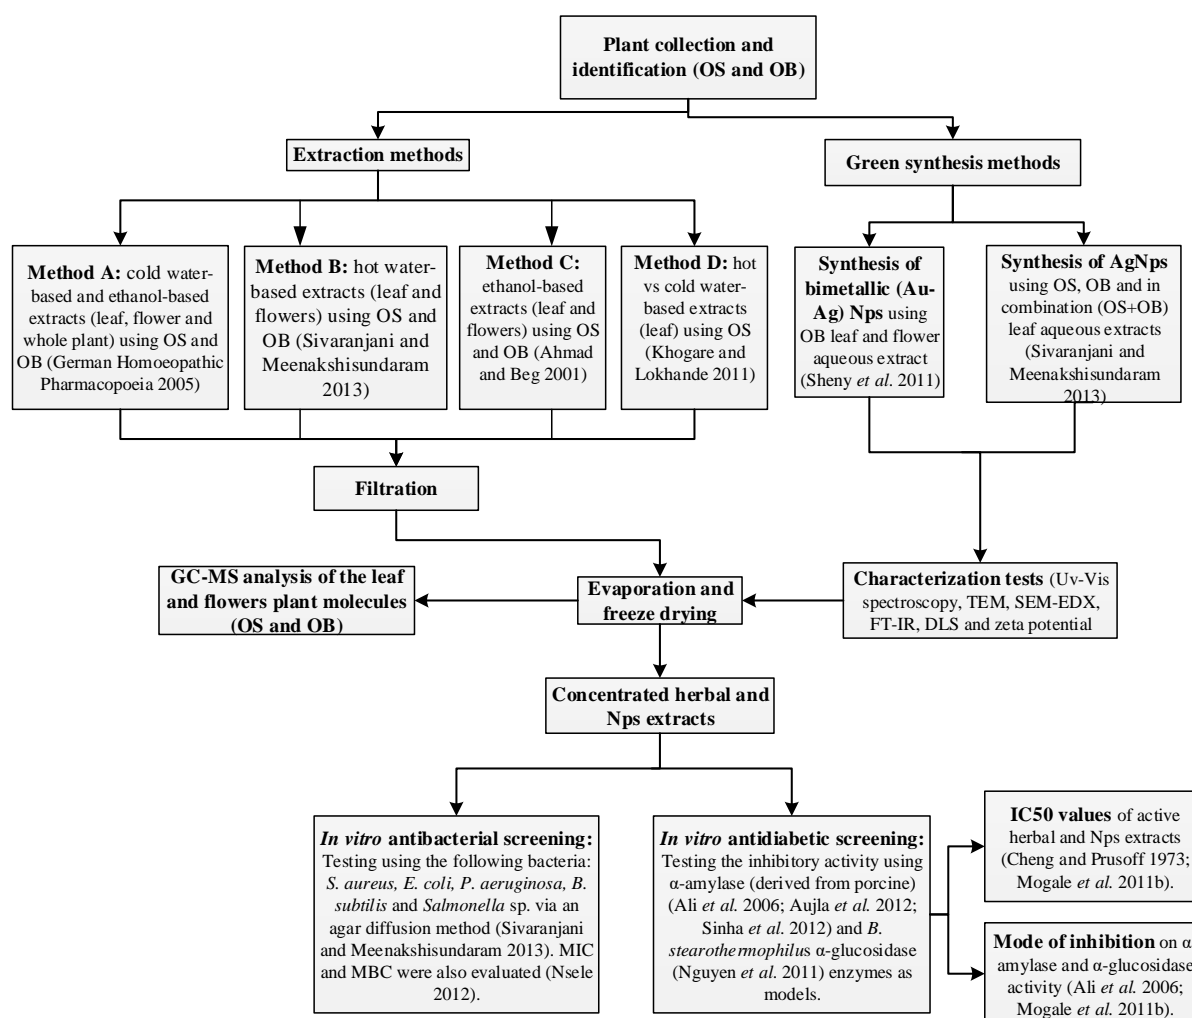 Plant collection and
identification (OS and OB)
Extraction methods
Green synthesis methods
Method A: cold water-
based and ethanol-based
extracts (leaf, flower and
whole plant) using OS and
OB (German Homoeopathic
Pharmacopoeia 2005)
Method B: hot water-
based extracts (leaf and
flowers) using OS and
OB (Sivaranjani and
Meenakshisundaram
2013)
Method C:
ethanol-based
extracts (leaf and
flowers) using OS
and OB (Ahmad
and Beg 2001)
Method D: hot
vs cold water-
based extracts
(leaf) using OS
(Khogare and
Lokhande 2011)
Synthesis of
bimetallic (Au-
Ag) Nps using
OB leaf and flower
aqueous extract
(Sheny et al. 2011)
Synthesis of AgNps
using OS, OB and in
combination (OS+OB)
leaf aqueous extracts
(Sivaranjani and
Meenakshisundaram
2013)
Filtration
GC-MS analysis of the leaf
and flowers plant molecules
(OS and OB)
Evaporation and
freeze drying
Characterization tests (Uv-Vis
spectroscopy, TEM, SEM-EDX,
FT-IR, DLS and zeta potential
Concentrated herbal and
Nps extracts
In vitro antibacterial screening:
Testing using the following bacteria:
S. aureus, E. coli, P. aeruginosa, B.
subtilis and Salmonella sp. via an
agar diffusion method (Sivaranjani
and Meenakshisundaram 2013). MIC
and MBC were also evaluated (Nsele
2012).
In vitro antidiabetic screening:
Testing the inhibitory activity using
α-amylase (derived from porcine)
(Ali et al. 2006; Aujla et al. 2012;
Sinha et al. 2012) and B.
stearothermophilus α-glucosidase
(Nguyen et al. 2011) enzymes as
models.
IC50 values of active
herbal and Nps extracts
(Cheng and Prusoff 1973;
Mogale et al. 2011b).
Mode of inhibition on α
amylase and α-glucosidase
activity (Ali et al. 2006;
Mogale et al. 2011b).